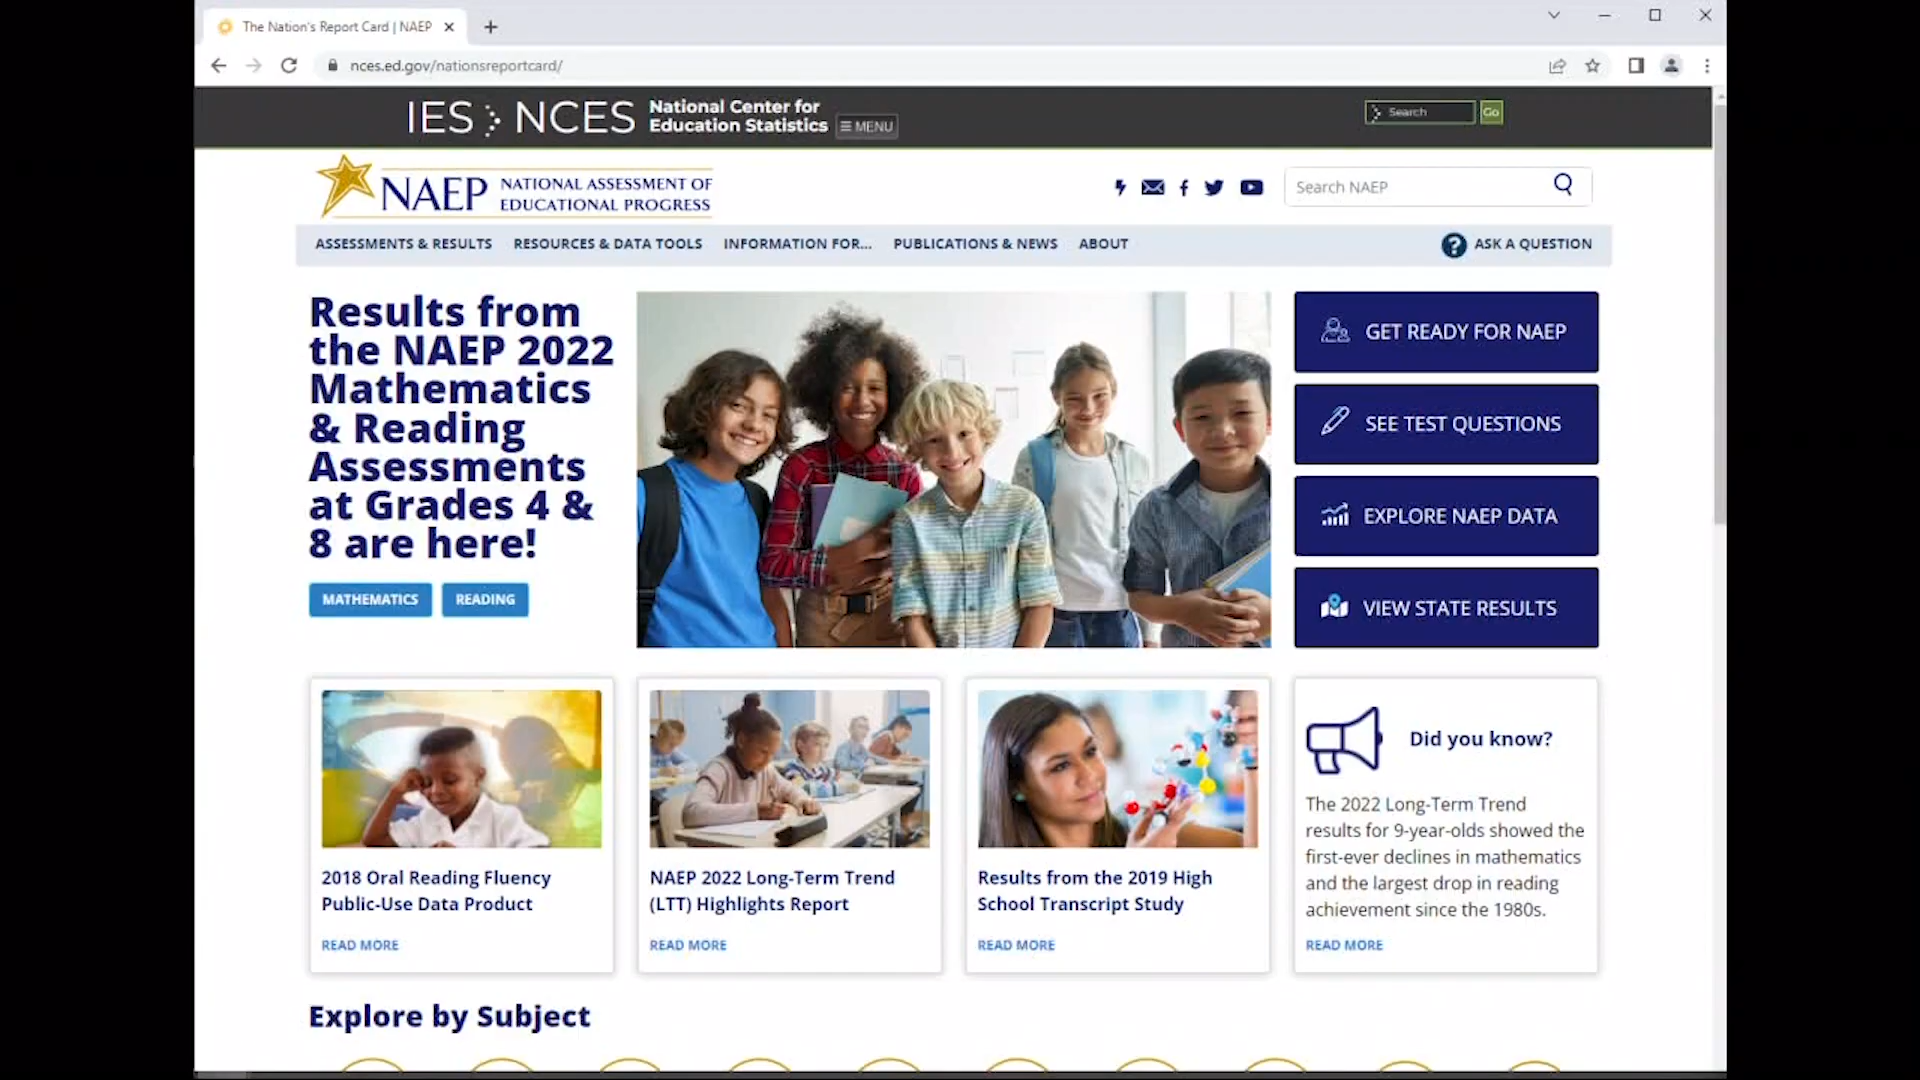 The Nation's Report Card | NAEP
nces.ed.gov/nationsreportcard/
IES NCES National Center for
Education Statistics
MENU
Search
Go
NAEP NATIONAL ASSESSMENT OF
EDUCATIONAL PROGRESS
Search NAEP
ASSESSMENTS & RESULTS RESOURCES & DATA TOOLS INFORMATION FOR... PUBLICATIONS & NEWS ABOUT
? ASK A QUESTION
Results from
the NAEP 2022
Mathematics
& Reading
Assessments
at Grades 4 &
8 are here!
MATHEMATICS READING
GET READY FOR NAEP
SEE TEST QUESTIONS
EXPLORE NAEP DATA
VIEW STATE RESULTS
2018 Oral Reading Fluency
Public-Use Data Product
READ MORE
NAEP 2022 Long-Term Trend
(LTT) Highlights Report
READ MORE
Results from the 2019 High
School Transcript Study
READ MORE
Did you know?
The 2022 Long-Term Trend
results for 9-year-olds showed the
first-ever declines in mathematics
and the largest drop in reading
achievement since the 1980s.
READ MORE
Explore by Subject